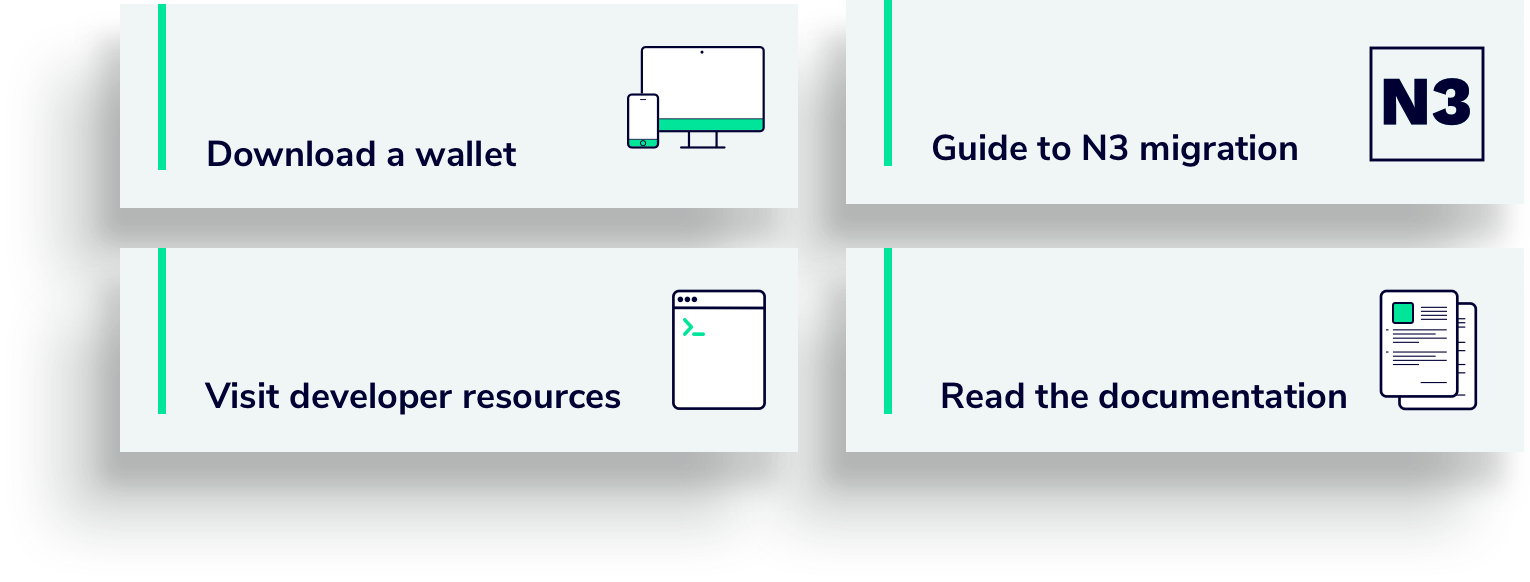 Download a wallet
Guide to N3 migration
N3
Visit developer resources
Read the documentation